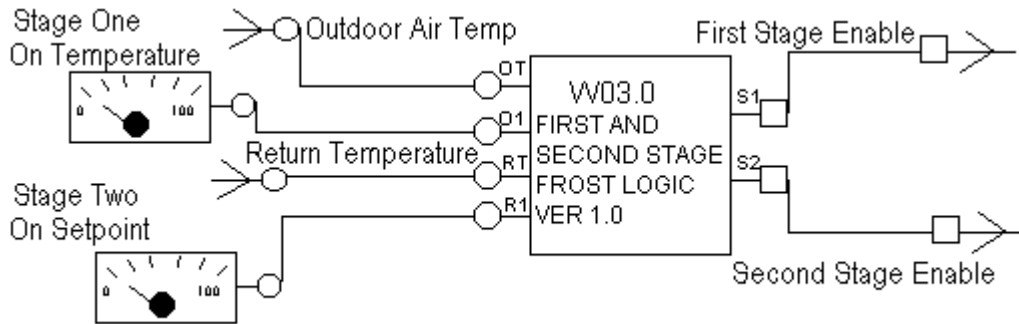 Stage One
On Temperature
0 100
Outdoor Air Temp
Return Temperature
Stage Two
On Setpoint
0 100
OT
O1
RT
R1
W03.0
FIRST AND
SECOND STAGE
FROST LOGIC
VER 1.0
S1
S2
First Stage Enable
Second Stage Enable